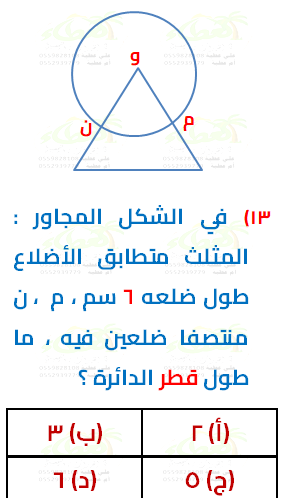 و
ن
م
١٣) في الشكل المجاور :
المثلث متطابق الأضلاع
طول ضلعه ٦ سم ، م ، ن
منتصفا ضلعين فيه ، ما
طول قطر الدائرة ؟
(أ) ٢
(ب) ٣
(ج) ٥
(د) ٦